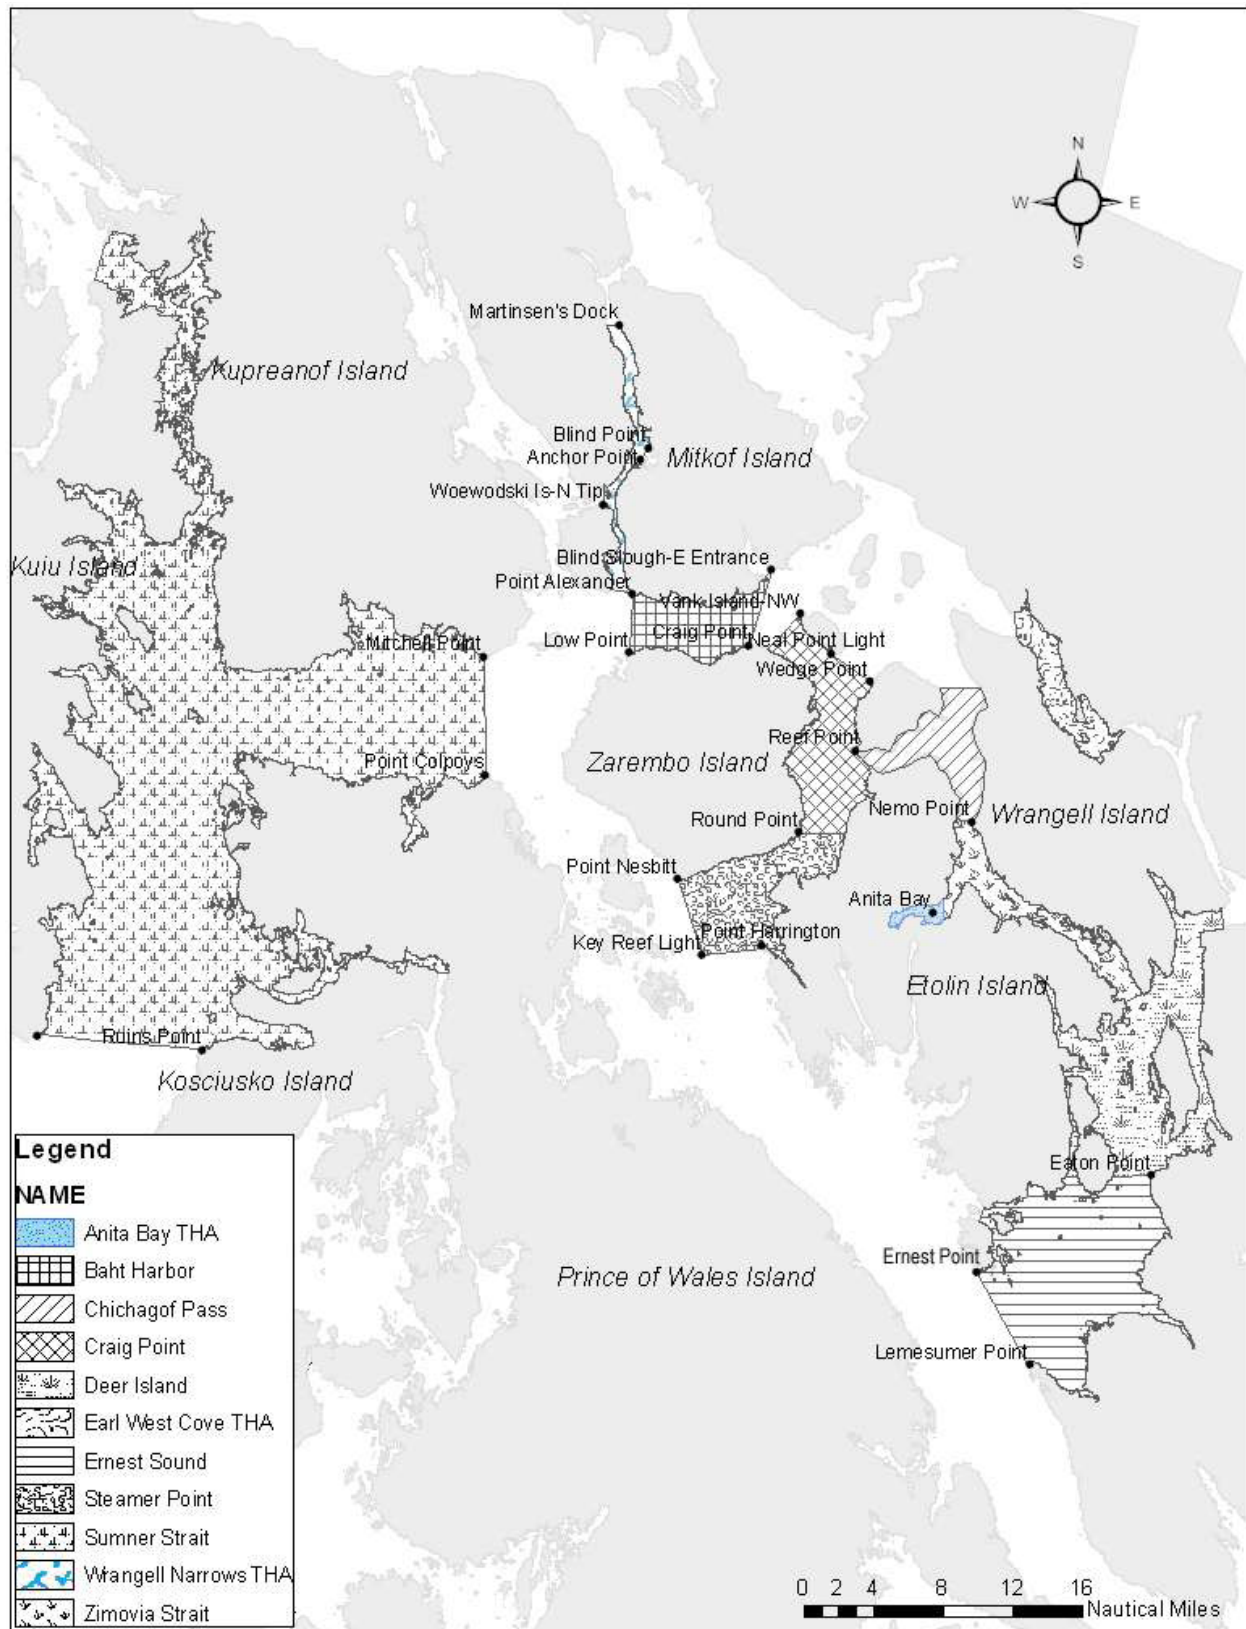 N
W
E
S
Martinsen's Dock
Kupreanof Island
Blind Point
Mitkof Island
Anchor Point
Woewodski Is-N Tip
Blind Slough-E Entrance
Kuiu Island
Point Alexander
Vank Island-NW
Craig Point
Neal Point Light
Mitchell Point
Low Point
Wedge Point
Reef Point
Zarembo Island
Point Colpoys
Nemo Point
Wrangell Island
Round Point
Point Nesbitt
Anita Bay
Point Harrington
Key Reef Light
Etolin Island
Ruins Point
Kosciusko Island
Eaton Point
Ernest Point
Prince of Wales Island
Lemesumer Point
Legend
NAME
Anita Bay THA
Baht Harbor
Chichagof Pass
Craig Point
Deer Island
Earl West Cove THA
Ernest Sound
Steamer Point
Sumner Strait
Wrangell Narrows THA
Zimovia Strait
0 2 4 8 12 16
Nautical Miles